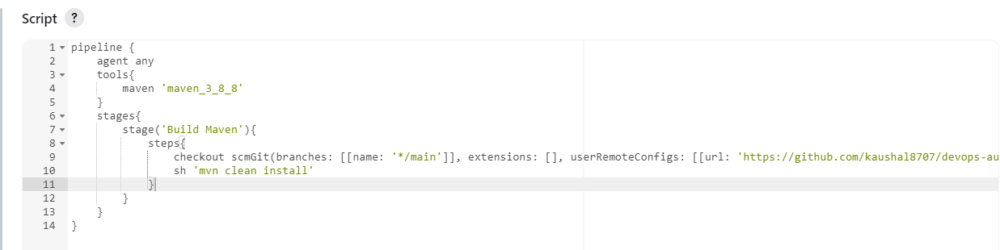 Script ?
1 pipeline {
2     agent any
3     tools{
4         maven 'maven_3_8_8'
5     }
6     stages{
7         stage('Build Maven'){
8             steps{
9                 checkout scmGit(branches: [[name: '*/main']], extensions: [], userRemoteConfigs: [[url: 'https://github.com/kaushal8707/devops-au
10                sh 'mvn clean install'
11            }
12        }
13    }
14 }